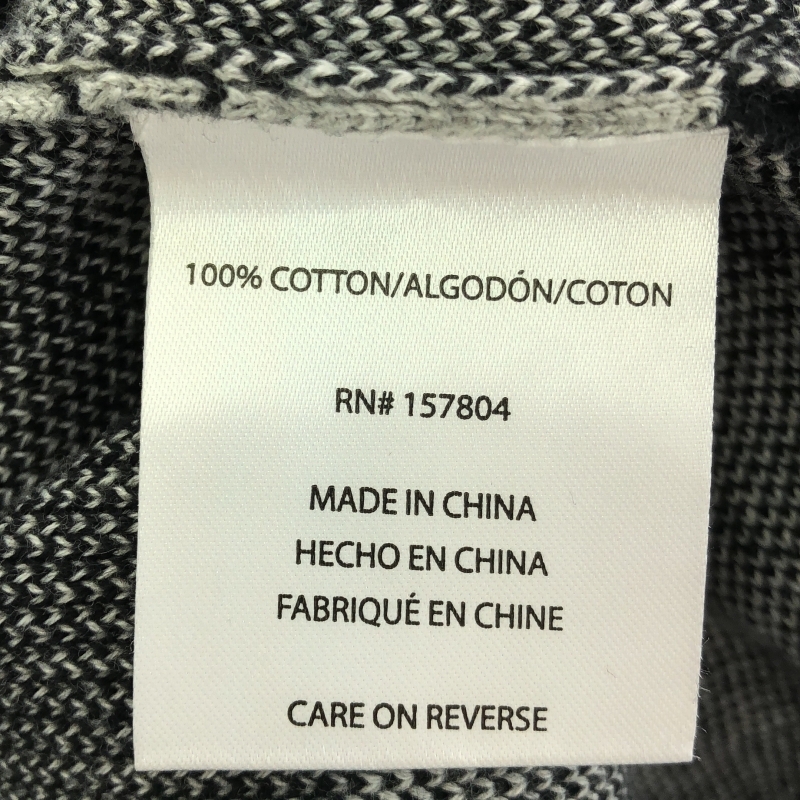 100% COTTON/ALGODÓN/COTON
RN# 157804
MADE IN CHINA
HECHO EN CHINA
FABRIQUÉ EN CHINE
CARE ON REVERSE